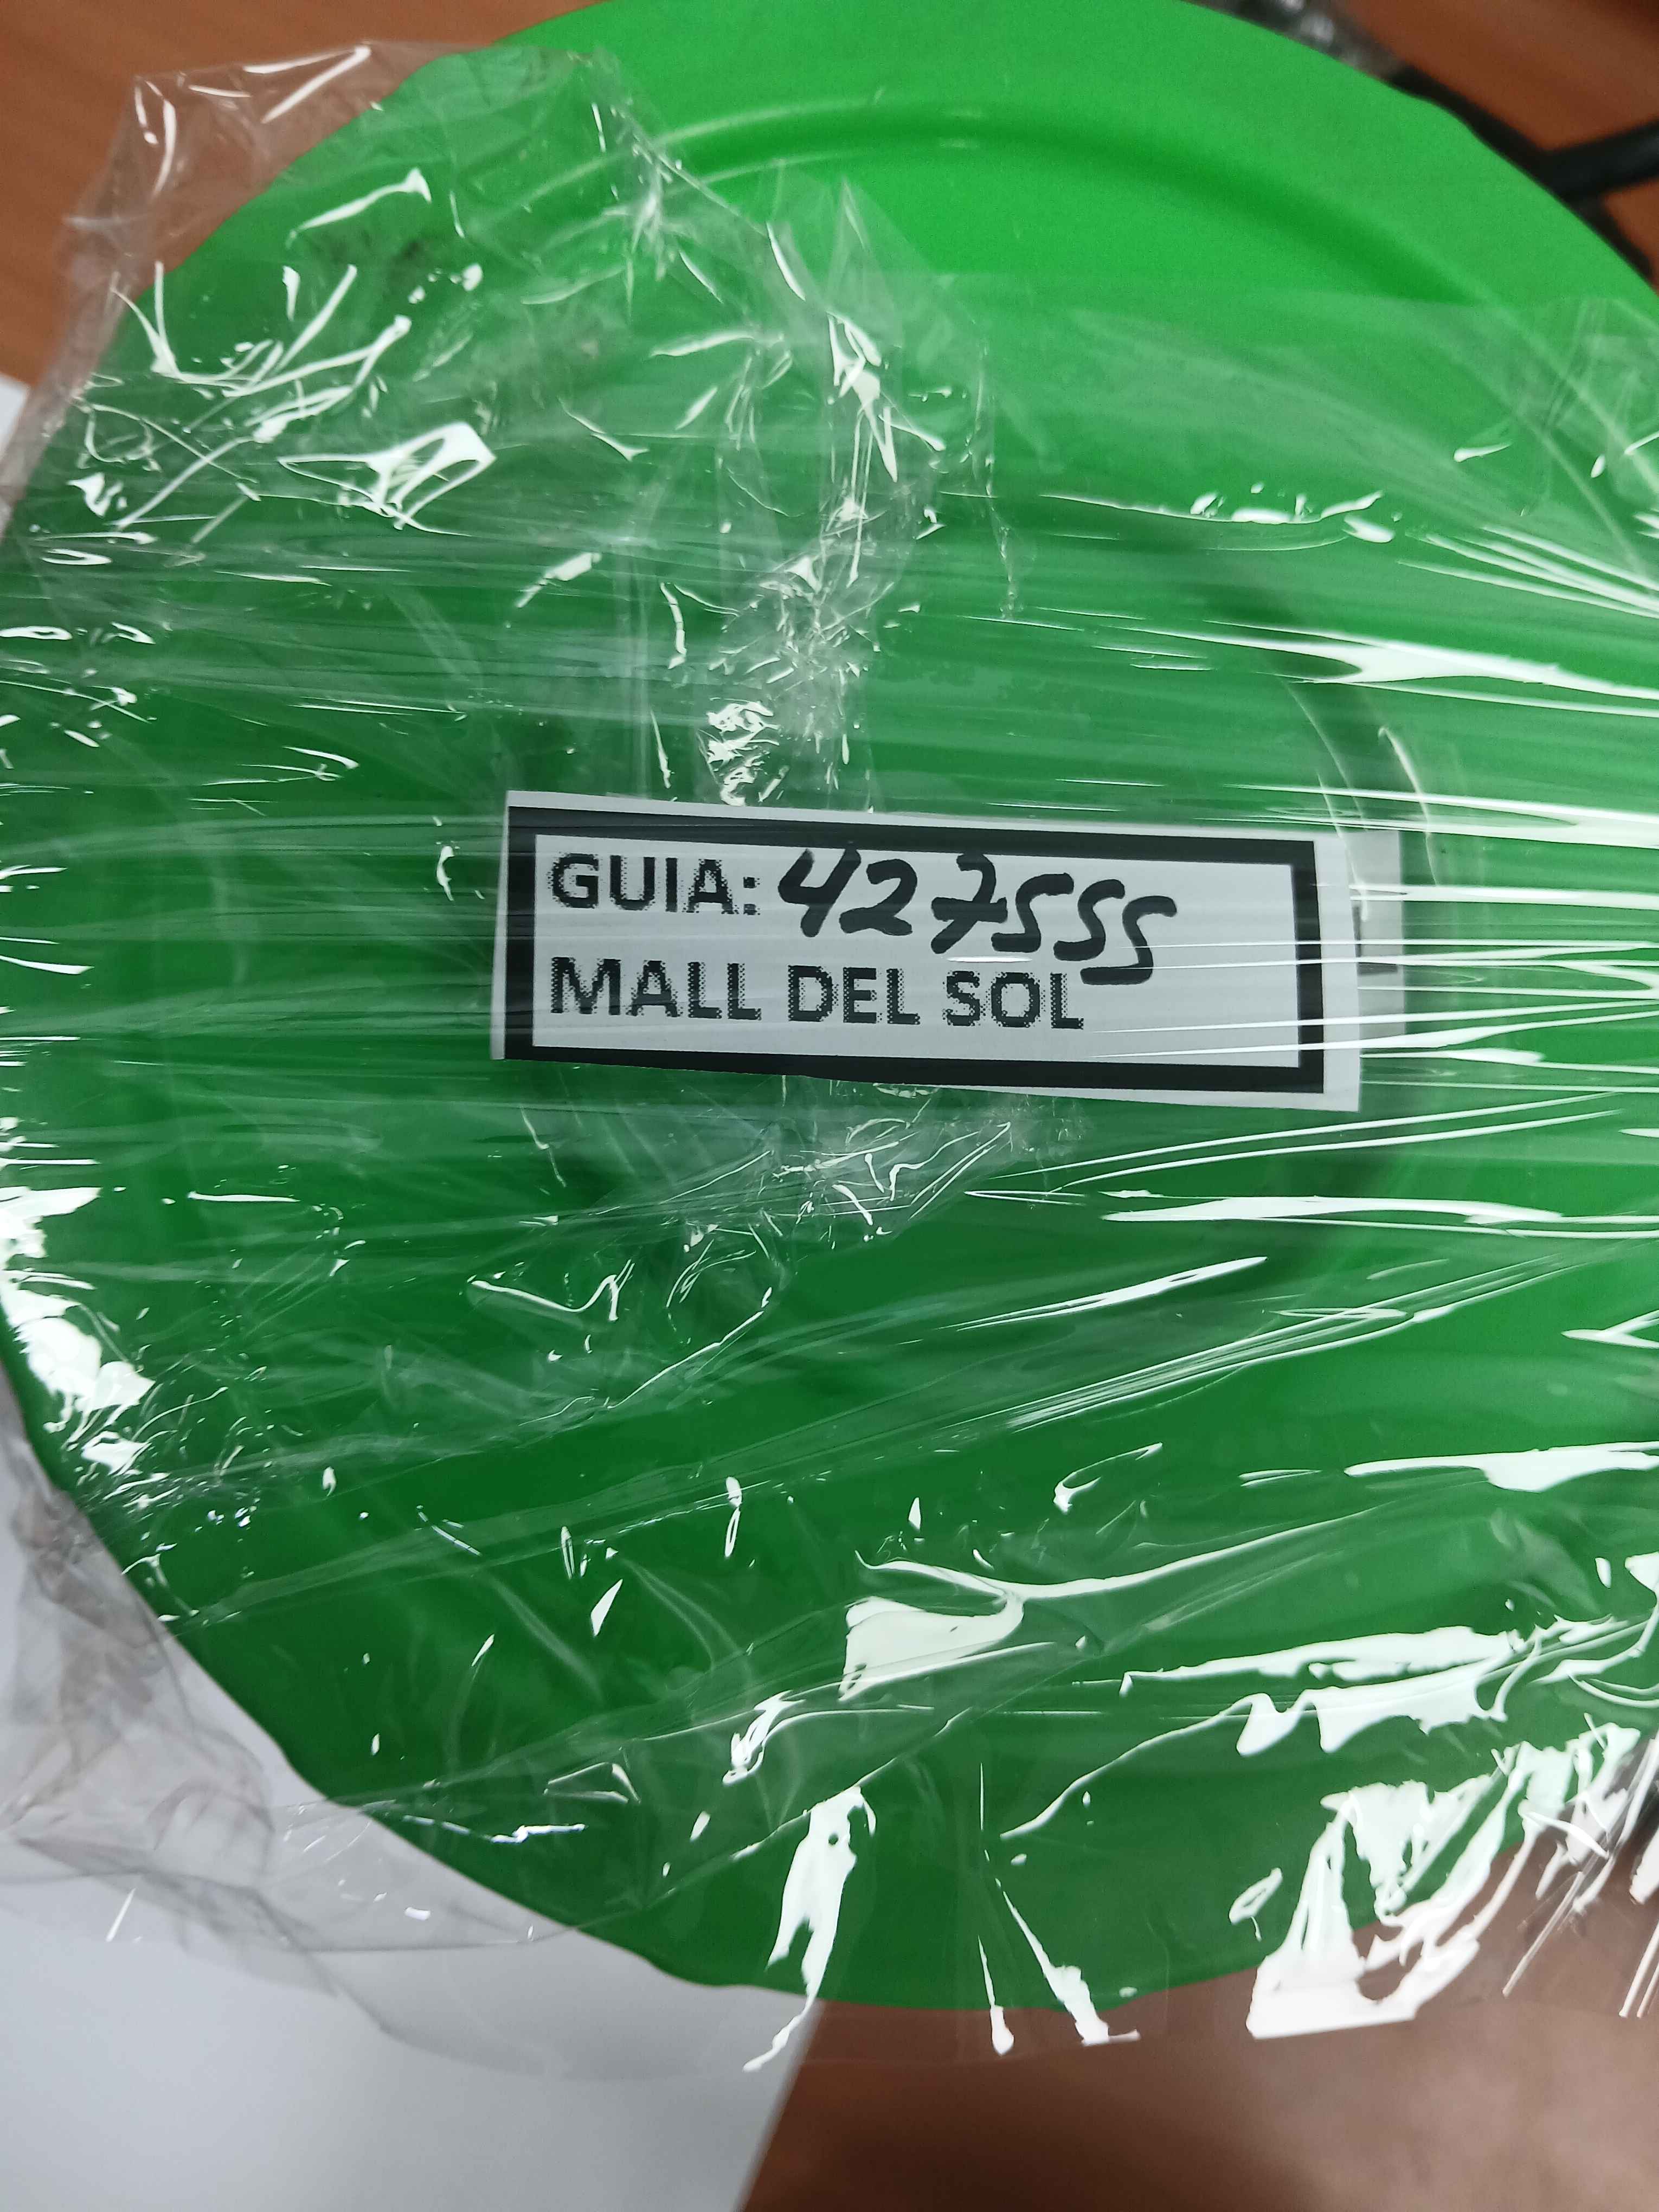 GUIA: 427555
MALL DEL SOL